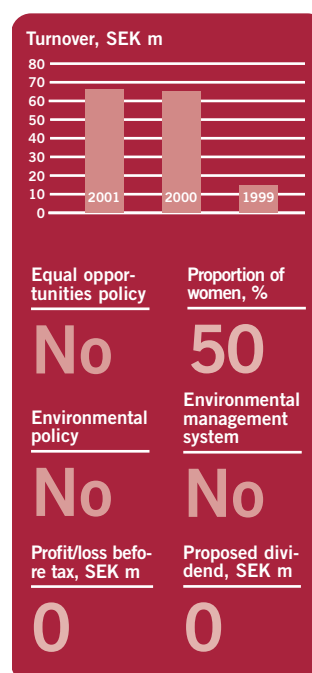 Turnover, SEK m
80
70
60
50
40
30
20
10
0
2001 2000 1999
Equal oppor-
tunities policy
No
Proportion of
women, %
50
Environmental
policy
No
Environmental
management
system
No
Profit/loss befo-
re tax, SEK m
0
Proposed divi-
dend, SEK m
0